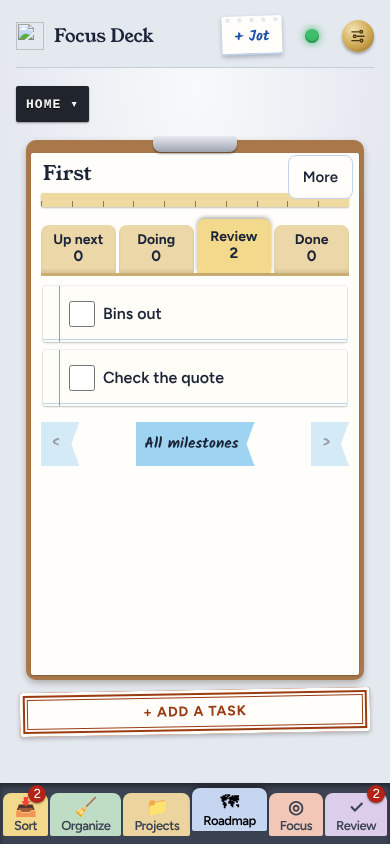 Focus Deck
+ Jot
HOME ▾
First
More
Up next
0
Doing
0
Review
2
Done
0
Bins out
Check the quote
<
All milestones
>
+ ADD A TASK
2
Sort
Organize
Projects
Roadmap
Focus
2
Review